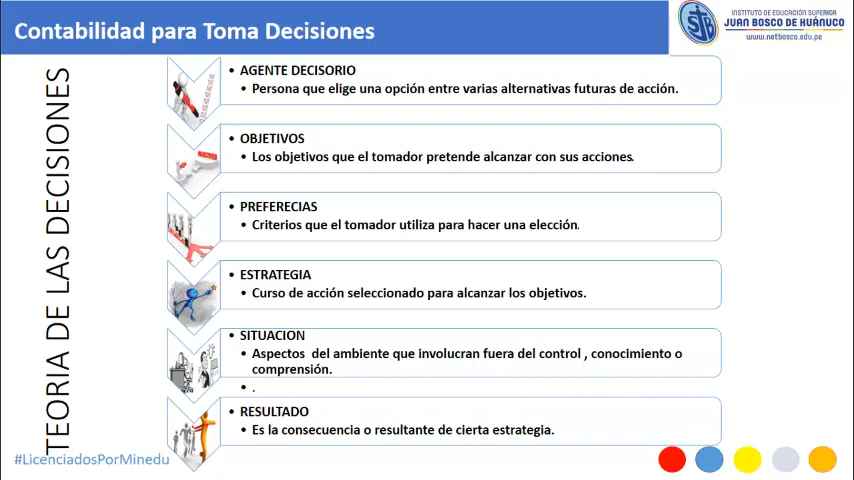 Contabilidad para Toma Decisiones
INSTITUTO DE EDUCACIÓN SUPERIOR
JUAN BOSCO DE HUÁNUCO
www.netbosco.edu.pe
TEORIA DE LAS DECISIONES
• AGENTE DECISORIO
• Persona que elige una opción entre varias alternativas futuras de acción.
• OBJETIVOS
• Los objetivos que el tomador pretende alcanzar con sus acciones.
• PREFERECIAS
• Criterios que el tomador utiliza para hacer una elección.
• ESTRATEGIA
• Curso de acción seleccionado para alcanzar los objetivos.
• SITUACION
• Aspectos del ambiente que involucran fuera del control , conocimiento o
comprensión.
• .
• RESULTADO
• Es la consecuencia o resultante de cierta estrategia.
#LicenciadosPorMinedu